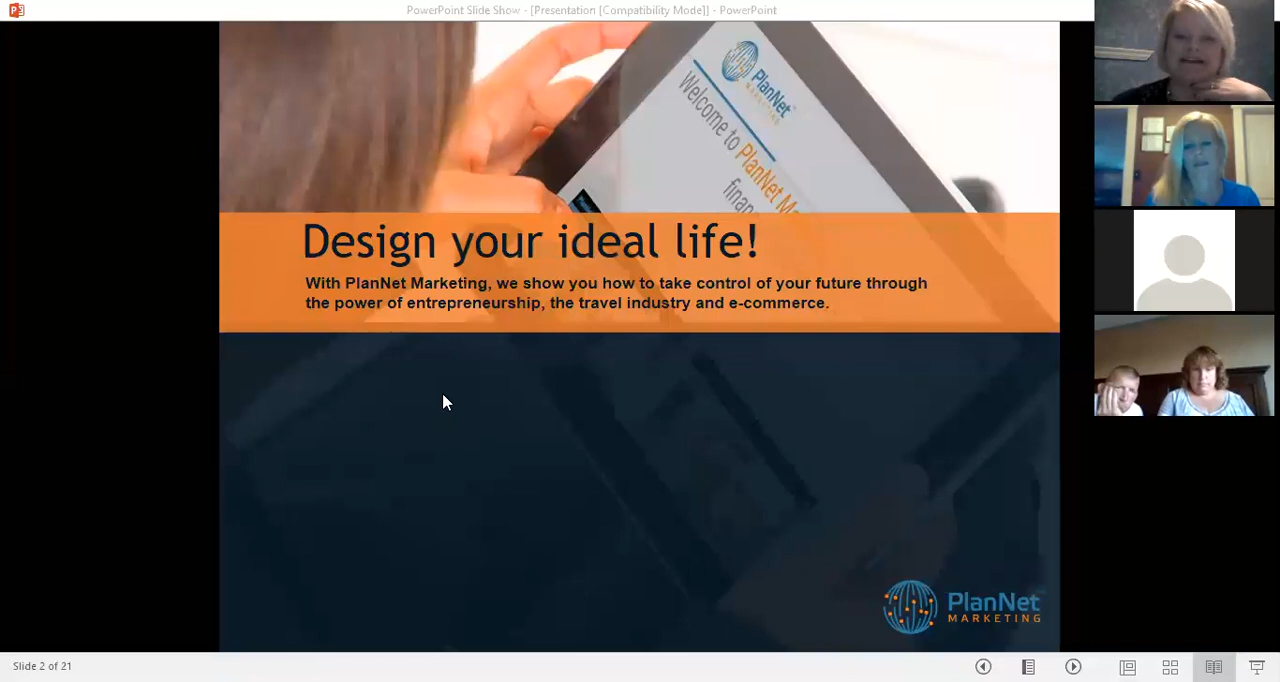 PowerPoint Slide Show - [Presentation [Compatibility Mode]] - PowerPoint
PlanNet
MARKETING
Welcome to PlanNet M
finan
Design your ideal life!
With PlanNet Marketing, we show you how to take control of your future through
the power of entrepreneurship, the travel industry and e-commerce.
PlanNet
MARKETING
Slide 2 of 21